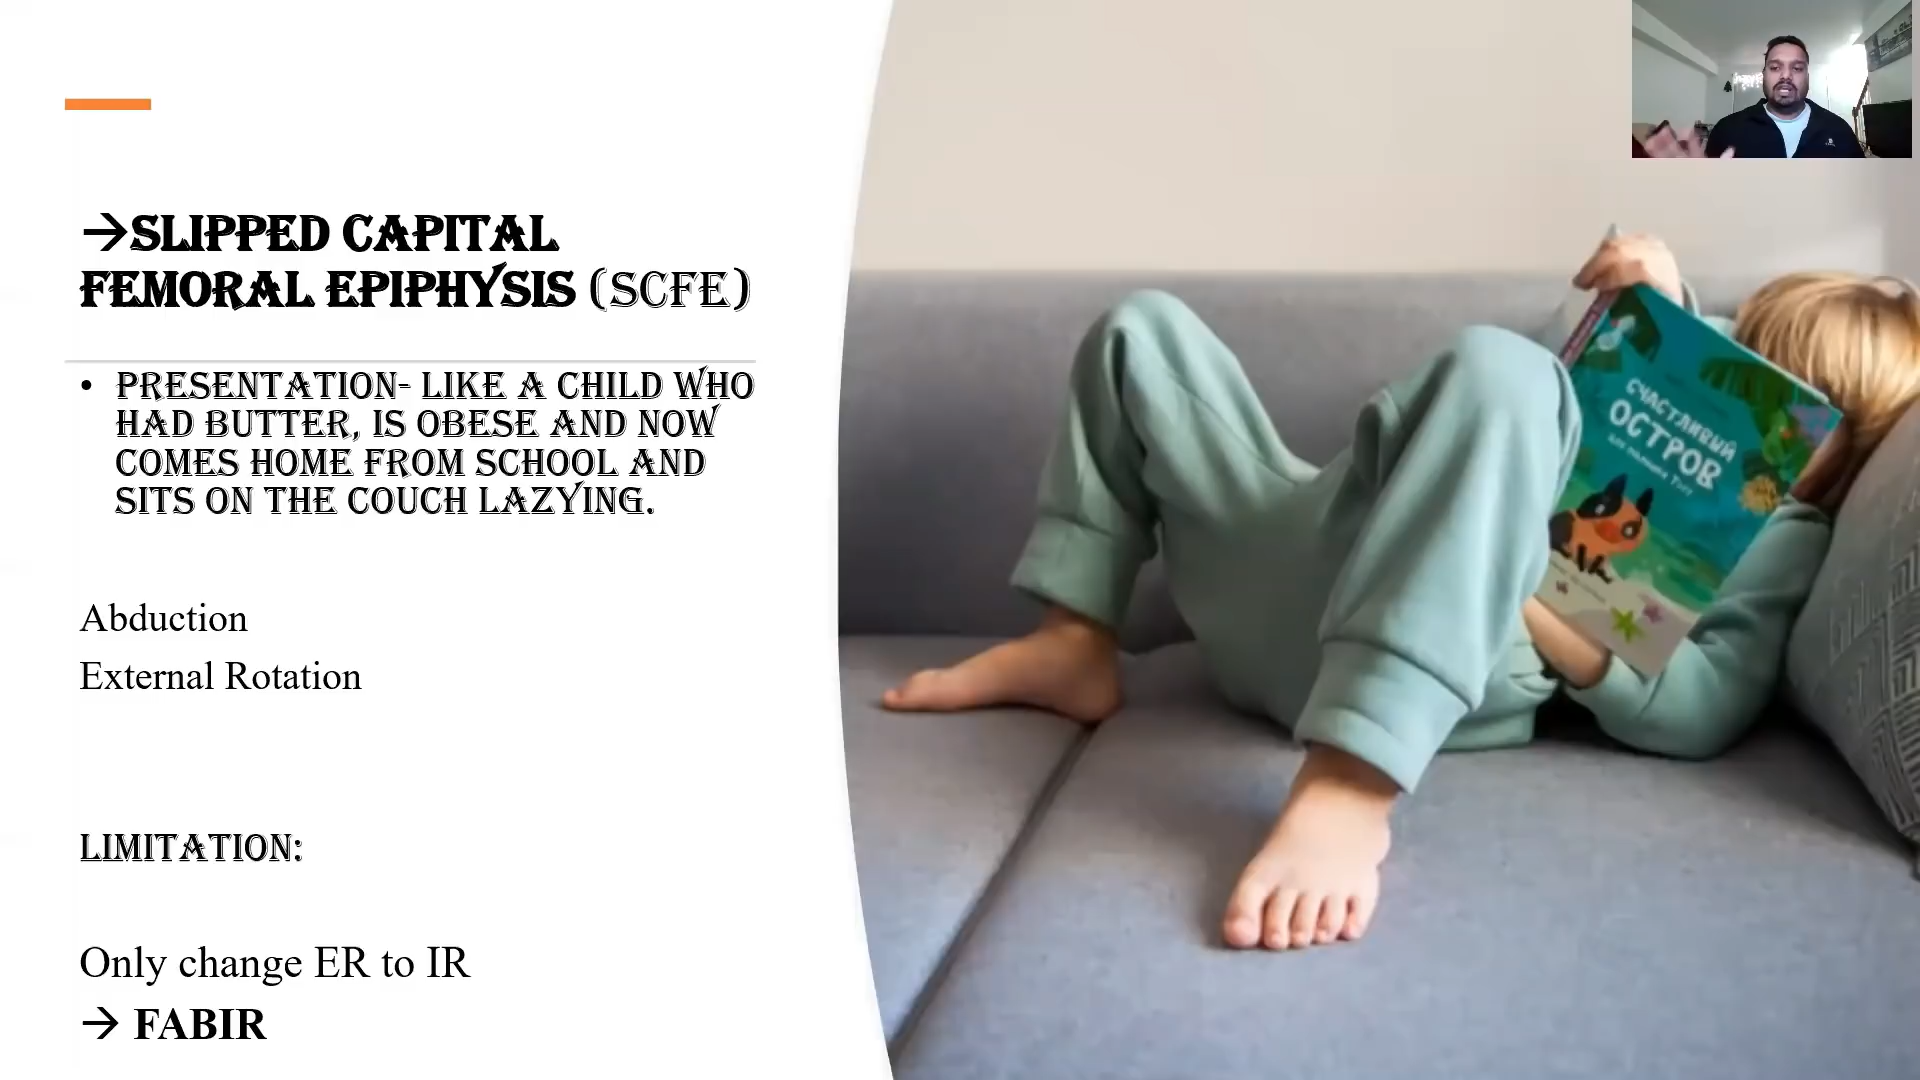 →SLIPPED CAPITAL
FEMORAL EPIPHYSIS (SCFE)
• PRESENTATION- LIKE A CHILD WHO
HAD BUTTER, IS OBESE AND NOW
COMES HOME FROM SCHOOL AND
SITS ON THE COUCH LAZYING.
Abduction
External Rotation
LIMITATION:
Only change ER to IR
→ FABIR
СЧАСТЛИВЫЙ
ОСТРОВ